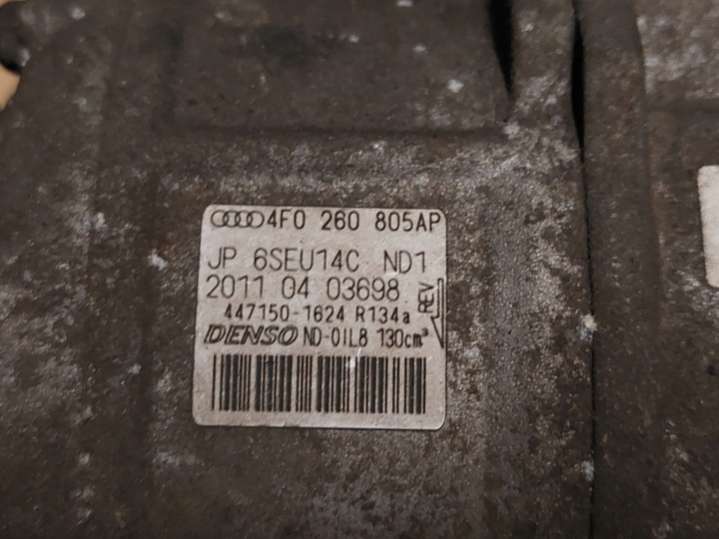 4F0 260 805AP
JP 6SEU14C ND1
2011 04 03698
REV
447150-1624 R134a
DENSO ND-OIL8 130cm³